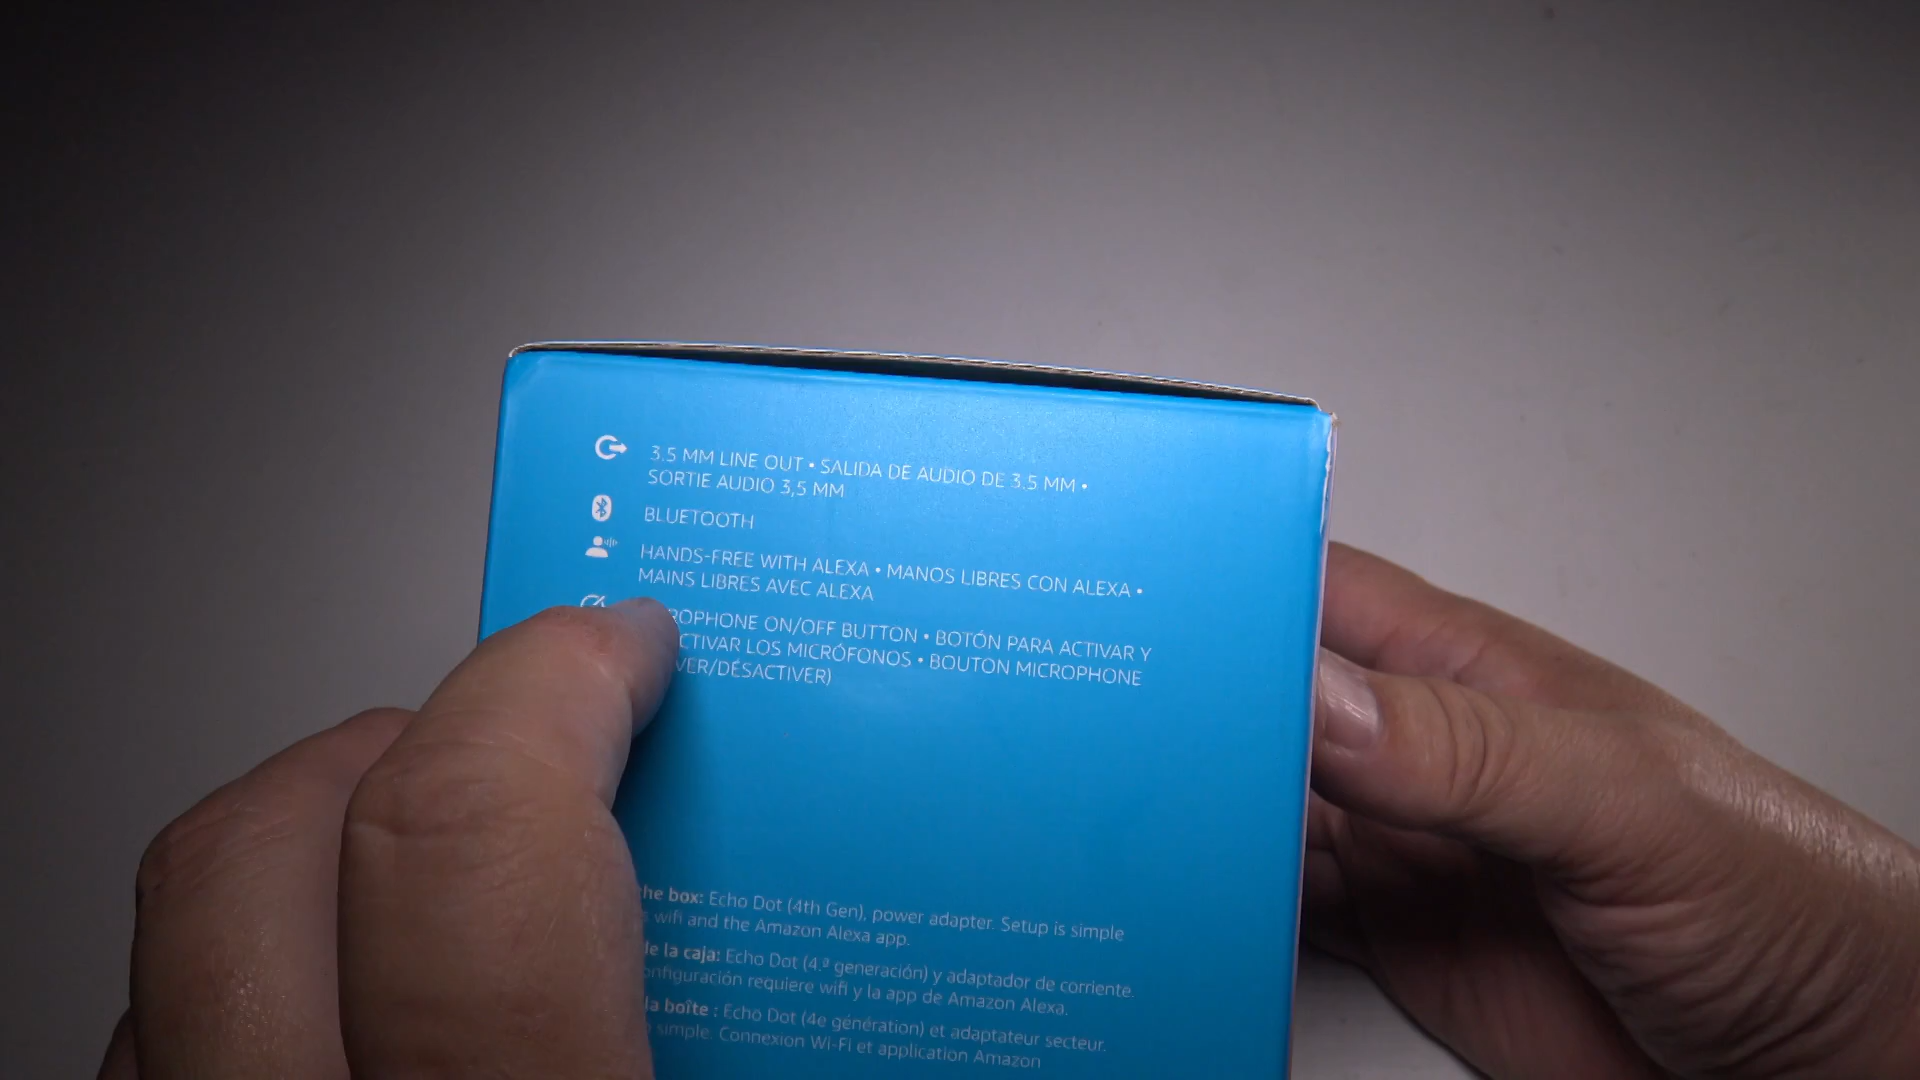 3.5 MM LINE OUT • SALIDA DE AUDIO DE 3.5 MM •
SORTIE AUDIO 3,5 MM
BLUETOOTH
HANDS-FREE WITH ALEXA • MANOS LIBRES CON ALEXA •
MAINS LIBRES AVEC ALEXA
ROPHONE ON/OFF BUTTON • BOTÓN PARA ACTIVAR Y
CTIVAR LOS MICRÓFONOS • BOUTON MICROPHONE
VER/DÉSACTIVER)
he box: Echo Dot (4th Gen), power adapter. Setup is simple
wifi and the Amazon Alexa app.
de la caja: Echo Dot (4.ª generación) y adaptador de corriente.
onfiguración requiere wifi y la app de Amazon Alexa.
la boîte : Echo Dot (4e génération) et adaptateur secteur.
simple. Connexion Wi-Fi et application Amazon